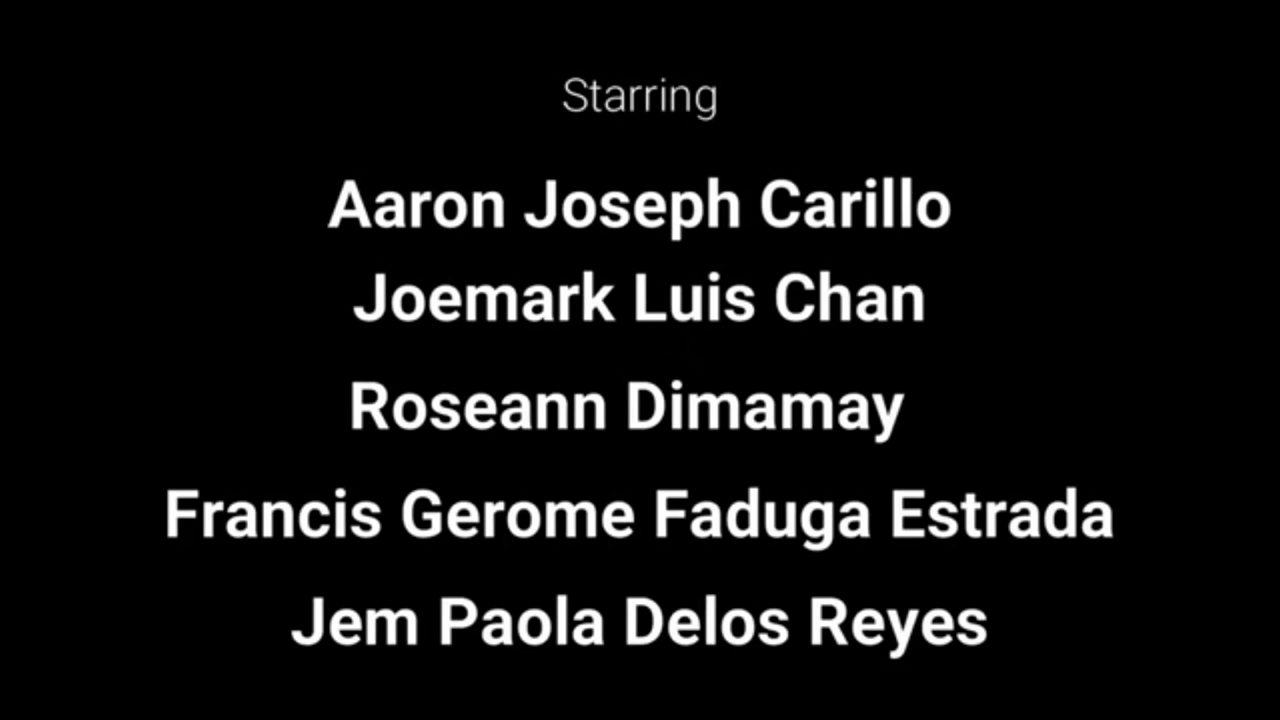 Starring
Aaron Joseph Carillo
Joemark Luis Chan
Roseann Dimamay
Francis Gerome Faduga Estrada
Jem Paola Delos Reyes